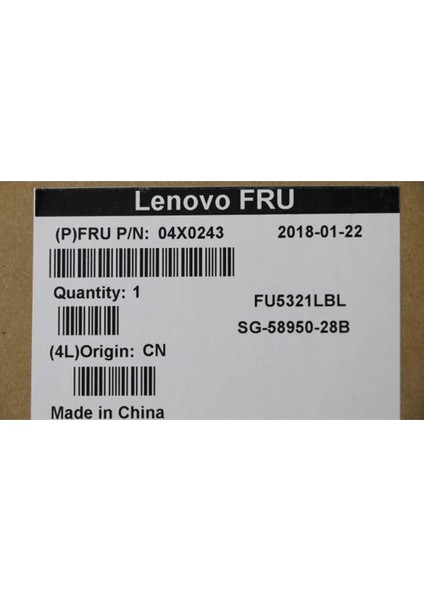 Lenovo FRU
(P)FRU P/N: 04X0243 2018-01-22
Quantity: 1
FU5321LBL
SG-58950-28B
(4L)Origin: CN
Made in China